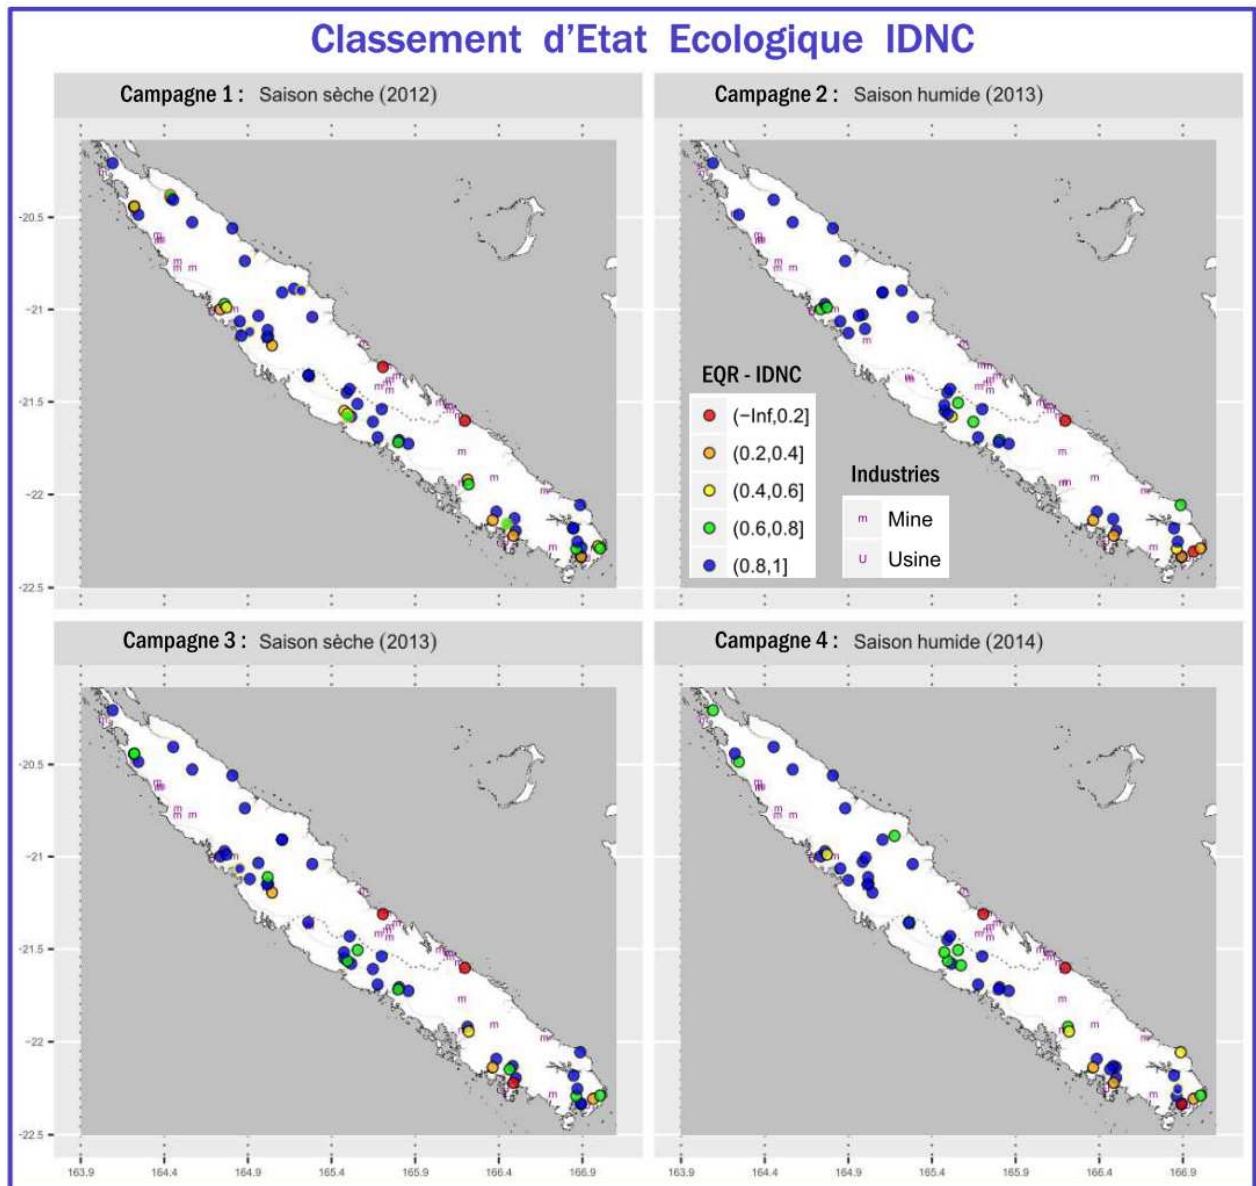 Classement d'Etat Ecologique IDNC
Campagne 1 : Saison sèche (2012)
Campagne 2 : Saison humide (2013)
-20.5
-21
-21.5
-22
-22.5
EQR - IDNC
(−Inf,0.2]
(0.2,0.4]
(0.4,0.6]
(0.6,0.8]
(0.8,1]
Industries
m Mine
U Usine
Campagne 3 : Saison sèche (2013)
Campagne 4 : Saison humide (2014)
-20.5
-21
-21.5
-22
-22.5
163.9 164.4 164.9 165.4 165.9 166.4 166.9
163.9 164.4 164.9 165.4 165.9 166.4 166.9